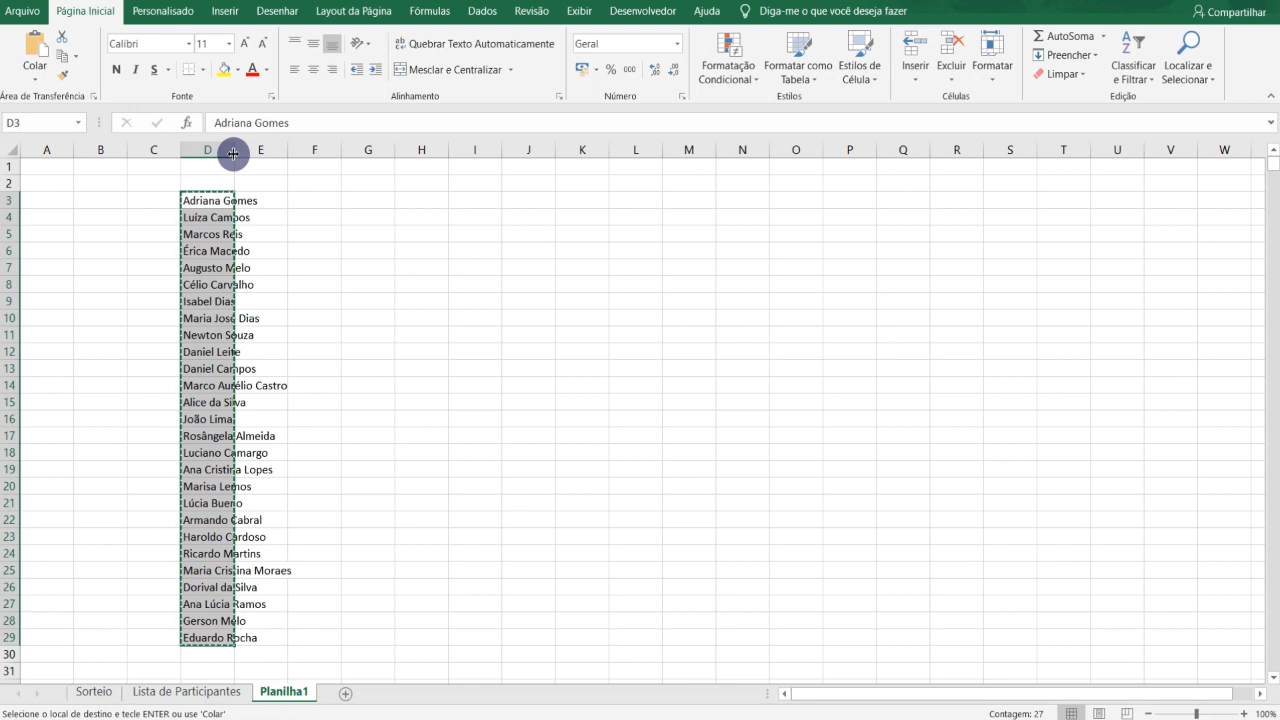 Arquivo Página Inicial Personalisado Inserir Desenhar Layout da Página Fórmulas Dados Revisão Exibir Desenvolvedor Ajuda Diga-me o que você deseja fazer Compartilhar
Colar
Área de Transferência
Calibri 11
N I S A
Fonte
Quebrar Texto Automaticamente
Mesclar e Centralizar
Alinhamento
Geral
% 000
Número
Formatação Condicional
Formatar como Tabela
Estilos de Célula
Estilos
Inserir Excluir Formatar
Células
AutoSoma
Preencher
Limpar
Classificar e Filtrar
Localizar e Selecionar
Edição
D3 fx Adriana Gomes
A B C D E F G H I J K L M N O P Q R S T U V W
1
2
3 Adriana Gomes
4 Luíza Campos
5 Marcos Reis
6 Érica Macedo
7 Augusto Melo
8 Célio Carvalho
9 Isabel Dias
10 Maria José Dias
11 Newton Souza
12 Daniel Leite
13 Daniel Campos
14 Marco Aurélio Castro
15 Alice da Silva
16 João Lima
17 Rosângela Almeida
18 Luciano Camargo
19 Ana Cristina Lopes
20 Marisa Lemos
21 Lúcia Bueno
22 Armando Cabral
23 Haroldo Cardoso
24 Ricardo Martins
25 Maria Cristina Moraes
26 Dorival da Silva
27 Ana Lúcia Ramos
28 Gerson Melo
29 Eduardo Rocha
30
31
Sorteio Lista de Participantes Planilha1
Selecione o local de destino e tecle ENTER ou use 'Colar' Contagem: 27 100%